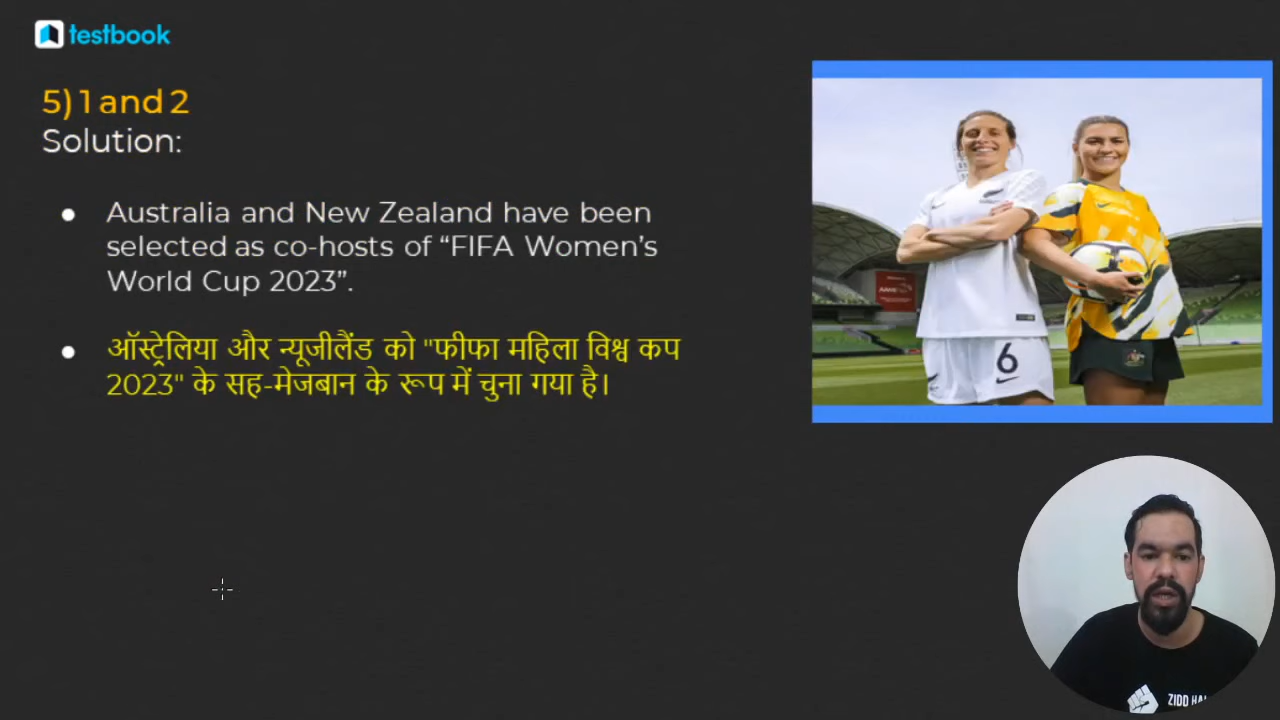 testbook
5) 1 and 2
Solution:
● Australia and New Zealand have been
selected as co-hosts of “FIFA Women’s
World Cup 2023”.
● ऑस्ट्रेलिया और न्यूजीलैंड को "फीफा महिला विश्व कप
2023" के सह-मेजबान के रूप में चुना गया है।
6
ZIDD